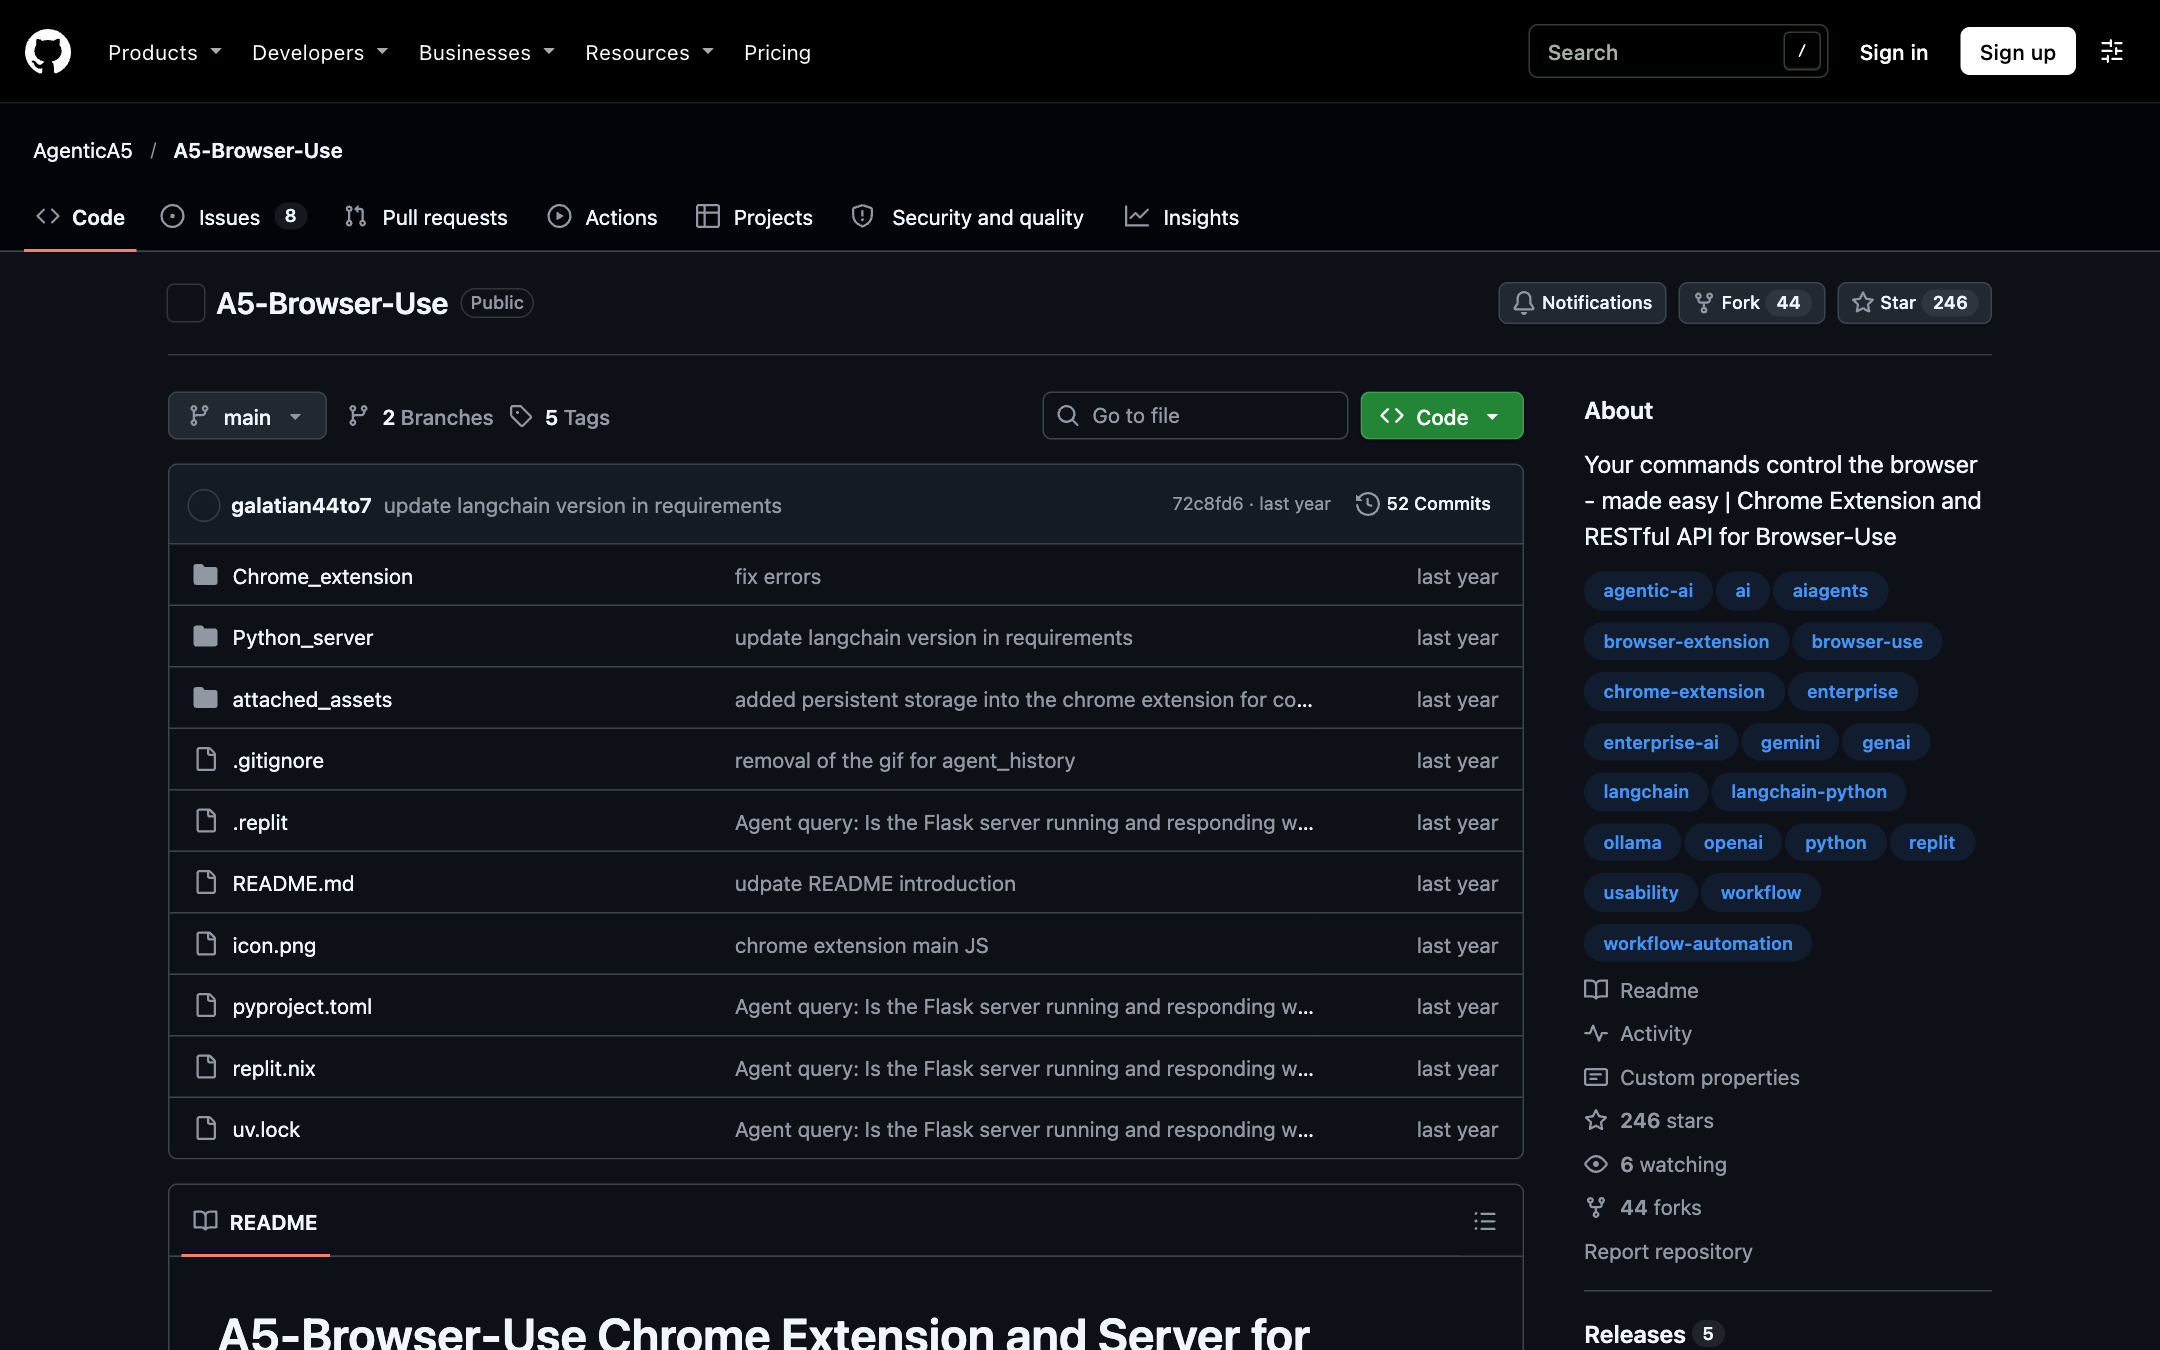 Products Developers Businesses Resources Pricing Search / Sign in Sign up
AgenticA5 / A5-Browser-Use
Code Issues 8 Pull requests Actions Projects Security and quality Insights
A5-Browser-Use Public Notifications Fork 44 Star 246
main 2 Branches 5 Tags Go to file Code
galatian44to7 update langchain version in requirements 72c8fd6 · last year 52 Commits
Chrome_extension fix errors last year
Python_server update langchain version in requirements last year
attached_assets added persistent storage into the chrome extension for co... last year
.gitignore removal of the gif for agent_history last year
.replit Agent query: Is the Flask server running and responding w... last year
README.md udpate README introduction last year
icon.png chrome extension main JS last year
pyproject.toml Agent query: Is the Flask server running and responding w... last year
replit.nix Agent query: Is the Flask server running and responding w... last year
uv.lock Agent query: Is the Flask server running and responding w... last year
README
A5-Browser-Use Chrome Extension and Server for
About
Your commands control the browser
- made easy | Chrome Extension and
RESTful API for Browser-Use
agentic-ai ai aiagents
browser-extension browser-use
chrome-extension enterprise
enterprise-ai gemini genai
langchain langchain-python
ollama openai python replit
usability workflow
workflow-automation
Readme
Activity
Custom properties
246 stars
6 watching
44 forks
Report repository
Releases 5